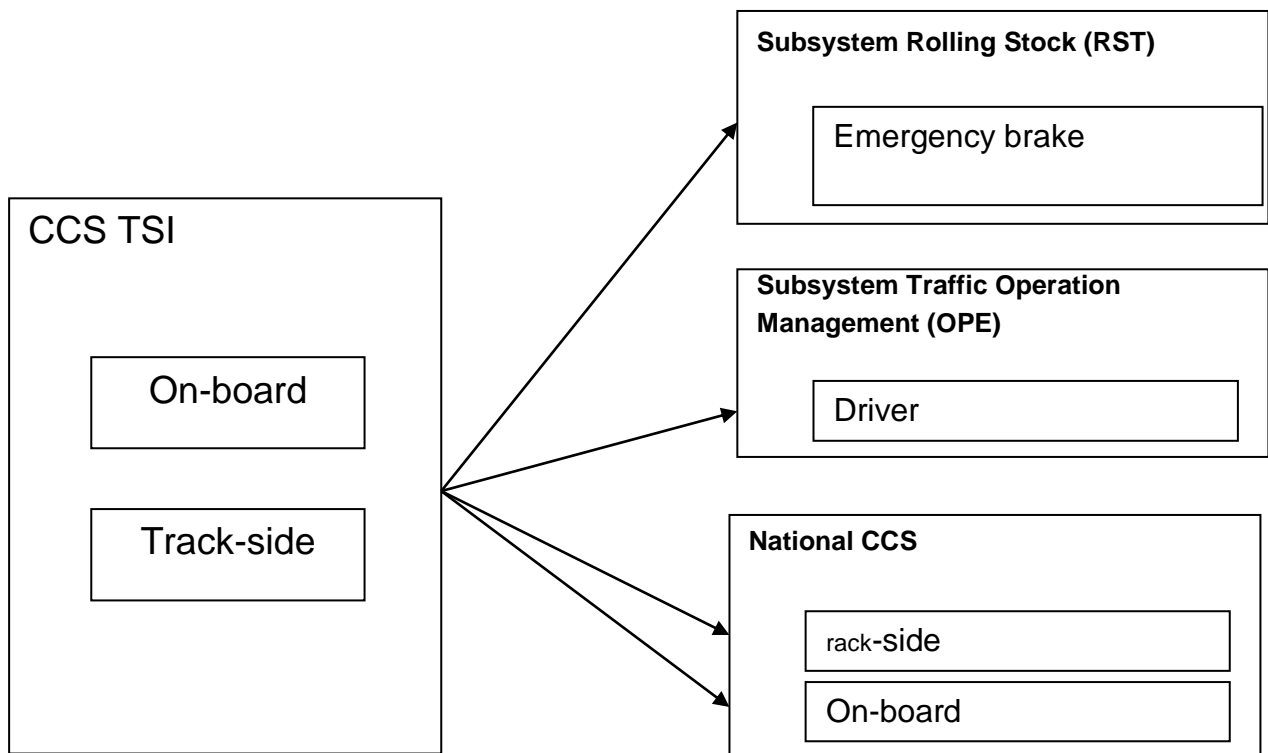 CCS TSI
On-board
Track-side
Subsystem Rolling Stock (RST)
Emergency brake
Subsystem Traffic Operation
Management (OPE)
Driver
National CCS
rack-side
On-board